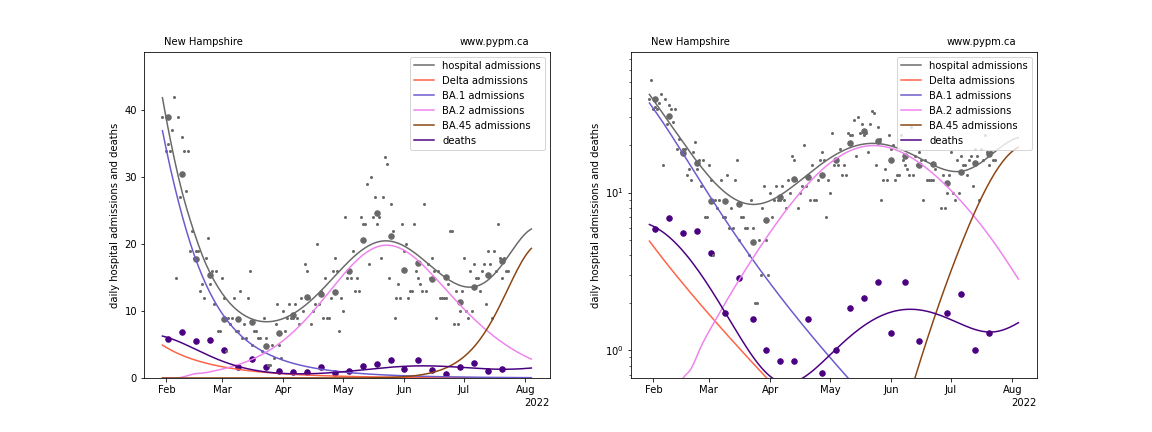 New Hampshire www.pypm.ca
hospital admissions
Delta admissions
BA.1 admissions
BA.2 admissions
BA.45 admissions
deaths
daily hospital admissions and deaths
40
30
20
10
0
Feb Mar Apr May Jun Jul Aug
2022
New Hampshire www.pypm.ca
hospital admissions
Delta admissions
BA.1 admissions
BA.2 admissions
BA.45 admissions
deaths
daily hospital admissions and deaths
10¹
10⁰
Feb Mar Apr May Jun Jul Aug
2022